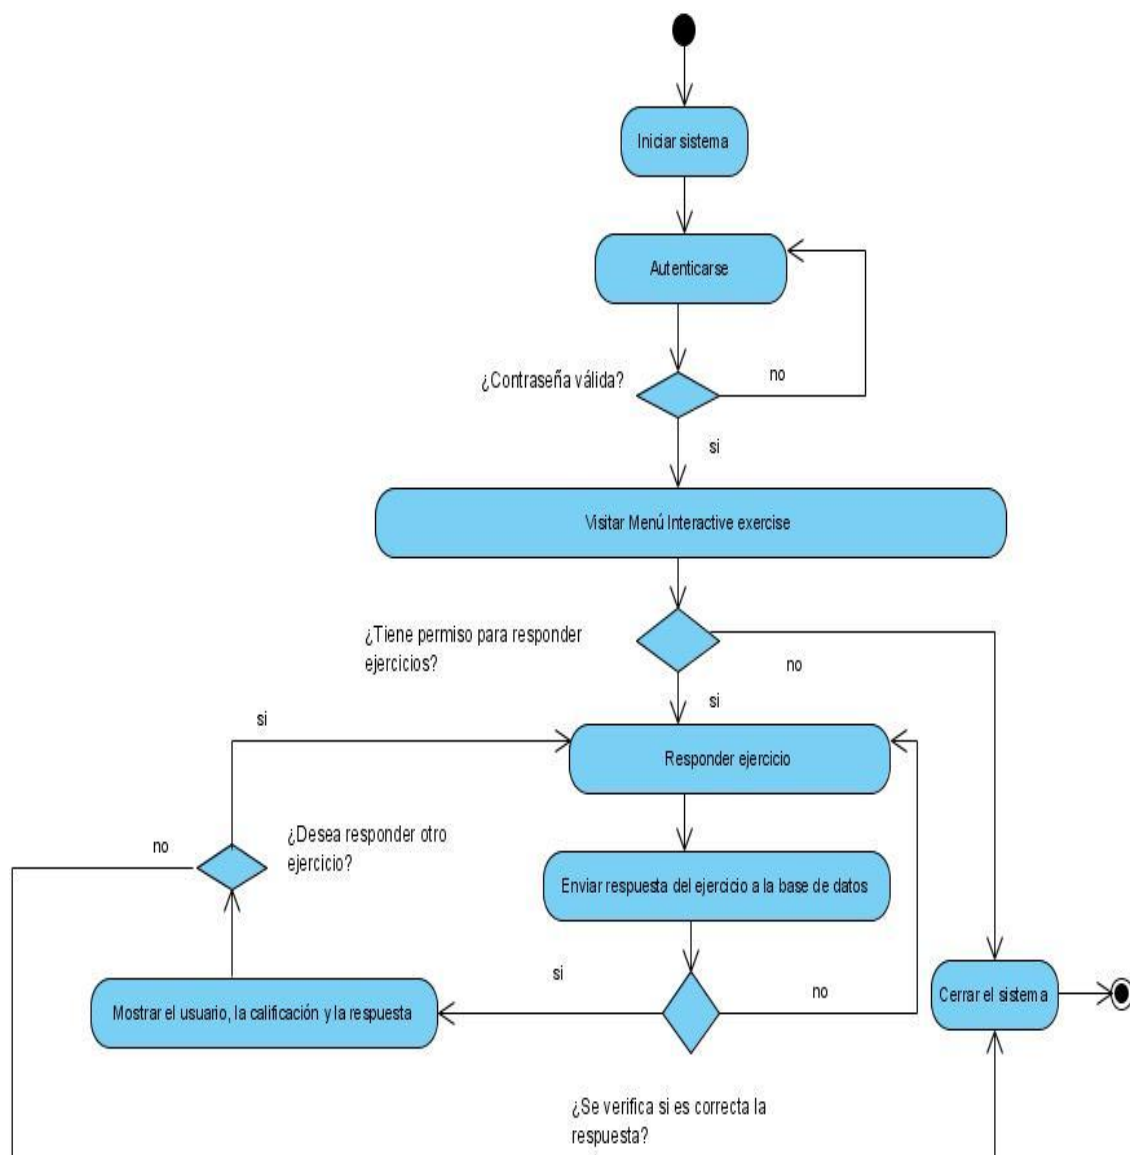 Iniciar sistema
Autenticarse
¿Contraseña válida?
no
si
Visitar Menú Interactive exercise
¿Tiene permiso para responder
ejercicios?
no
si
si
Responder ejercicio
no
¿Desea responder otro
ejercicio?
Enviar respuesta del ejercicio a la base de datos
si
no
Mostrar el usuario, la calificación y la respuesta
Cerrar el sistema
¿Se verifica si es correcta la
respuesta?